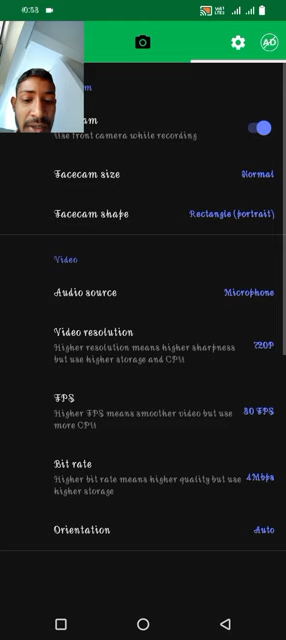 10:53
AD
Use front camera while recording
Facecam size
Normal
Facecam shape
Rectangle (portrait)
Video
Audio source
Microphone
Video resolution
720P
Higher resolution means higher sharpness
but use higher storage and CPU
FPS
30 FPS
Higher FPS means smoother video but use
more CPU
Bit rate
4Mbps
Higher bit rate means higher quality but use
higher storage
Orientation
Auto